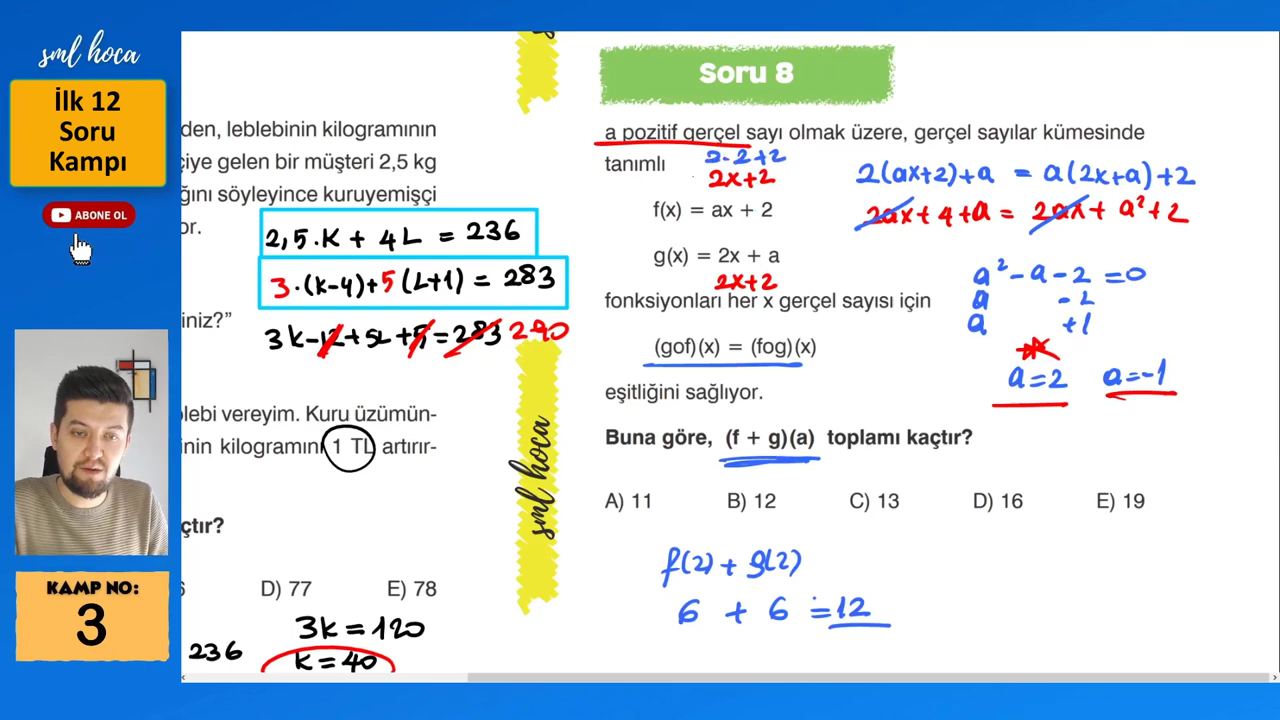 sml hoca
İlk 12
Soru
Kampı
ABONE OL
KAMP NO:
3
den, leblebinin kilogramının
çiye gelen bir müşteri 2,5 kg
ğını söyleyince kuruyemişçi
or.
2,5.K + 4L = 236
3.(k-4)+5(L+1) = 283
3k-12+5L+5=283 290
iniz?”
lebi vereyim. Kuru üzümün-
inin kilogramını 1 TL artırır-
çtır?
6
D) 77
E) 78
3k=120
236
k=40
sml hoca
Soru 8
a pozitif gerçel sayı olmak üzere, gerçel sayılar kümesinde
tanımlı
2.2+2
2x+2
f(x) = ax + 2
g(x) = 2x + a
2x+2
fonksiyonları her x gerçel sayısı için
(gof)(x) = (fog)(x)
eşitliğini sağlıyor.
Buna göre, (f + g)(a) toplamı kaçtır?
A) 11
B) 12
C) 13
D) 16
E) 19
2(ax+2)+a = a(2x+a)+2
2ax+4+a = 2ax+a²+2
a²-a-2=0
a -2
a +1
a=2 a=-1
f(2)+g(2)
6 + 6 =12